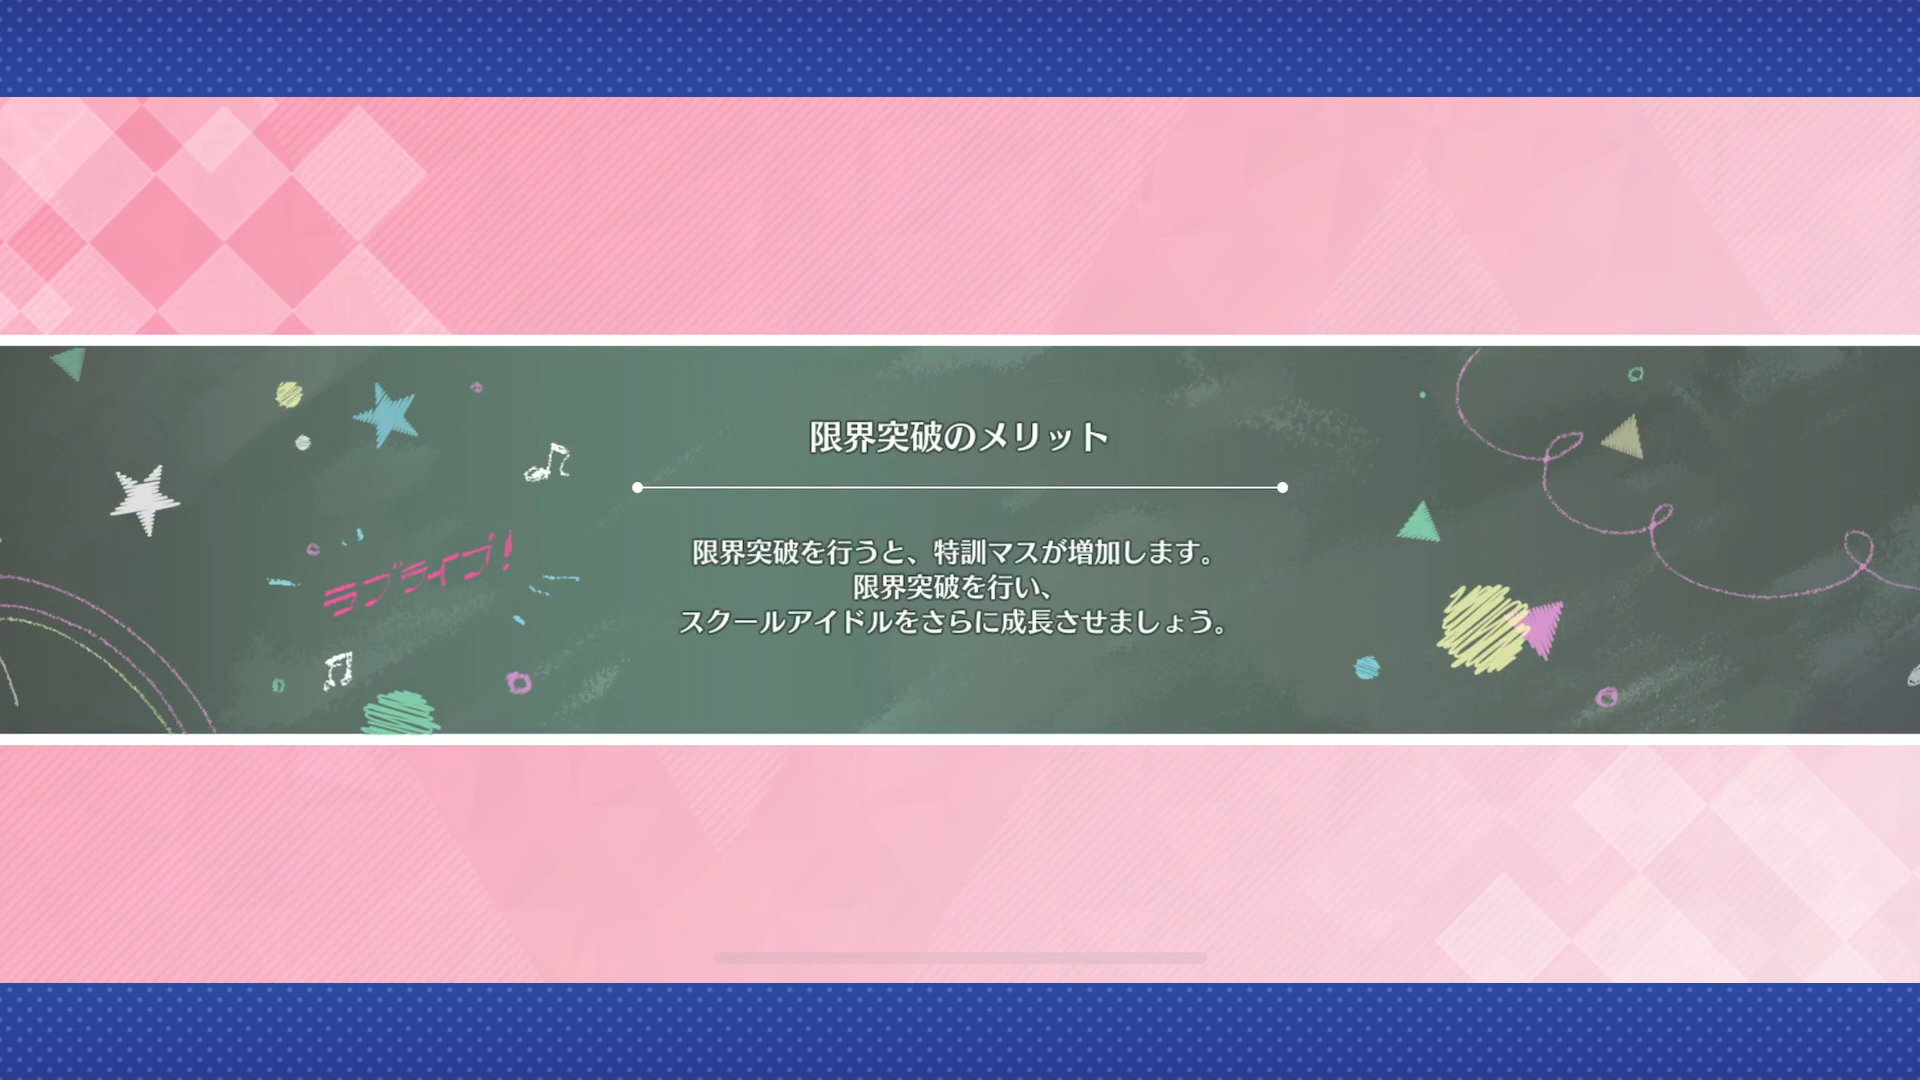 限界突破のメリット
ラブライブ!
限界突破を行うと、特訓マスが増加します。
限界突破を行い、
スクールアイドルをさらに成長させましょう。